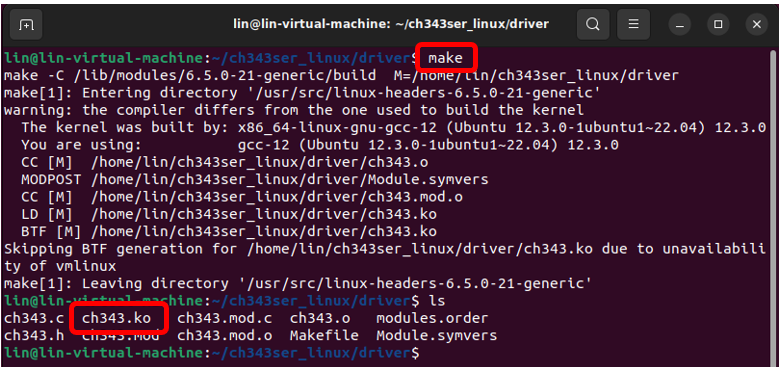 lin@lin-virtual-machine: ~/ch343ser_linux/driver
lin@lin-virtual-machine:~/ch343ser_linux/driver$ make
make -C /lib/modules/6.5.0-21-generic/build  M=/home/lin/ch343ser_linux/driver
make[1]: Entering directory '/usr/src/linux-headers-6.5.0-21-generic'
warning: the compiler differs from the one used to build the kernel
  The kernel was built by: x86_64-linux-gnu-gcc-12 (Ubuntu 12.3.0-1ubuntu1~22.04) 12.3.0
  You are using:           gcc-12 (Ubuntu 12.3.0-1ubuntu1~22.04) 12.3.0
  CC [M]  /home/lin/ch343ser_linux/driver/ch343.o
  MODPOST /home/lin/ch343ser_linux/driver/Module.symvers
  CC [M]  /home/lin/ch343ser_linux/driver/ch343.mod.o
  LD [M]  /home/lin/ch343ser_linux/driver/ch343.ko
  BTF [M] /home/lin/ch343ser_linux/driver/ch343.ko
Skipping BTF generation for /home/lin/ch343ser_linux/driver/ch343.ko due to unavailabili
ty of vmlinux
make[1]: Leaving directory '/usr/src/linux-headers-6.5.0-21-generic'
lin@lin-virtual-machine:~/ch343ser_linux/driver$ ls
ch343.c  ch343.ko   ch343.mod.c  ch343.o   modules.order
ch343.h  ch343.mod  ch343.mod.o  Makefile  Module.symvers
lin@lin-virtual-machine:~/ch343ser_linux/driver$